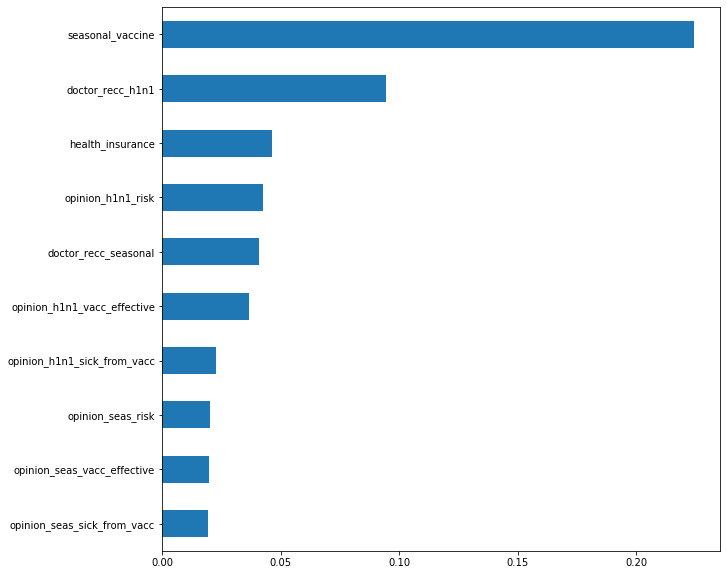 seasonal_vaccine
doctor_recc_h1n1
health_insurance
opinion_h1n1_risk
doctor_recc_seasonal
opinion_h1n1_vacc_effective
opinion_h1n1_sick_from_vacc
opinion_seas_risk
opinion_seas_vacc_effective
opinion_seas_sick_from_vacc
0.00 0.05 0.10 0.15 0.20